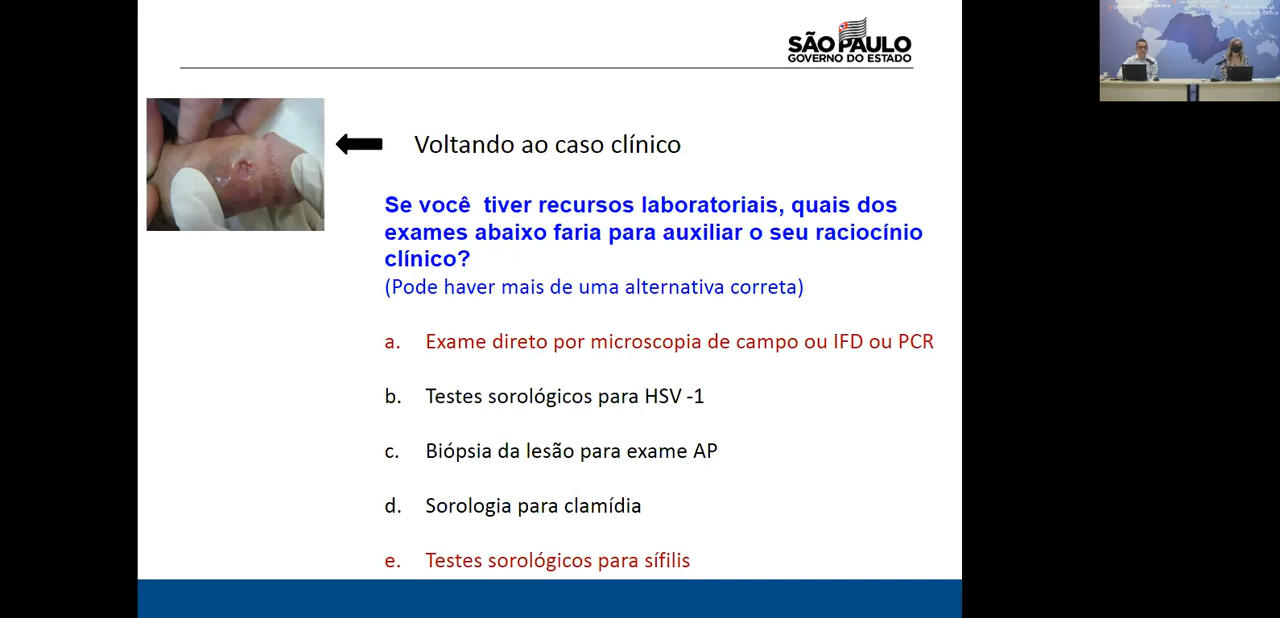 SÃO PAULO
GOVERNO DO ESTADO
Voltando ao caso clínico
Se você tiver recursos laboratoriais, quais dos
exames abaixo faria para auxiliar o seu raciocínio
clínico?
(Pode haver mais de uma alternativa correta)
a. Exame direto por microscopia de campo ou IFD ou PCR
b. Testes sorológicos para HSV -1
c. Biópsia da lesão para exame AP
d. Sorologia para clamídia
e. Testes sorológicos para sífilis